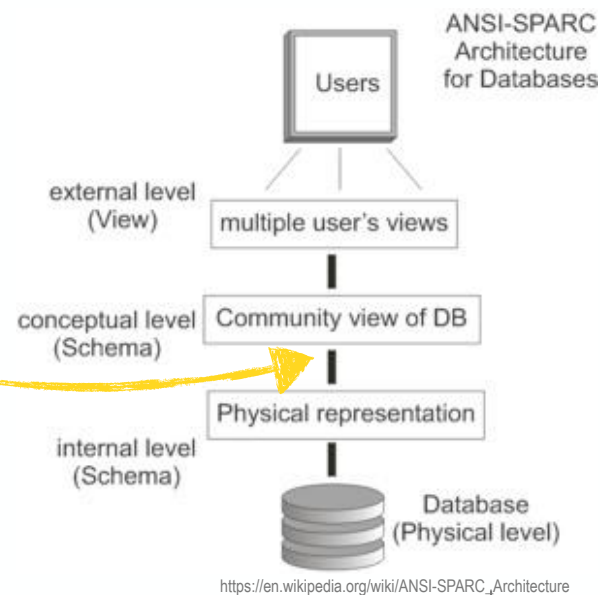 ANSI-SPARC
Architecture
for Databases
Users
external level
(View)
multiple user's views
conceptual level
(Schema)
Community view of DB
Physical representation
internal level
(Schema)
Database
(Physical level)
https://en.wikipedia.org/wiki/ANSI-SPARC_Architecture